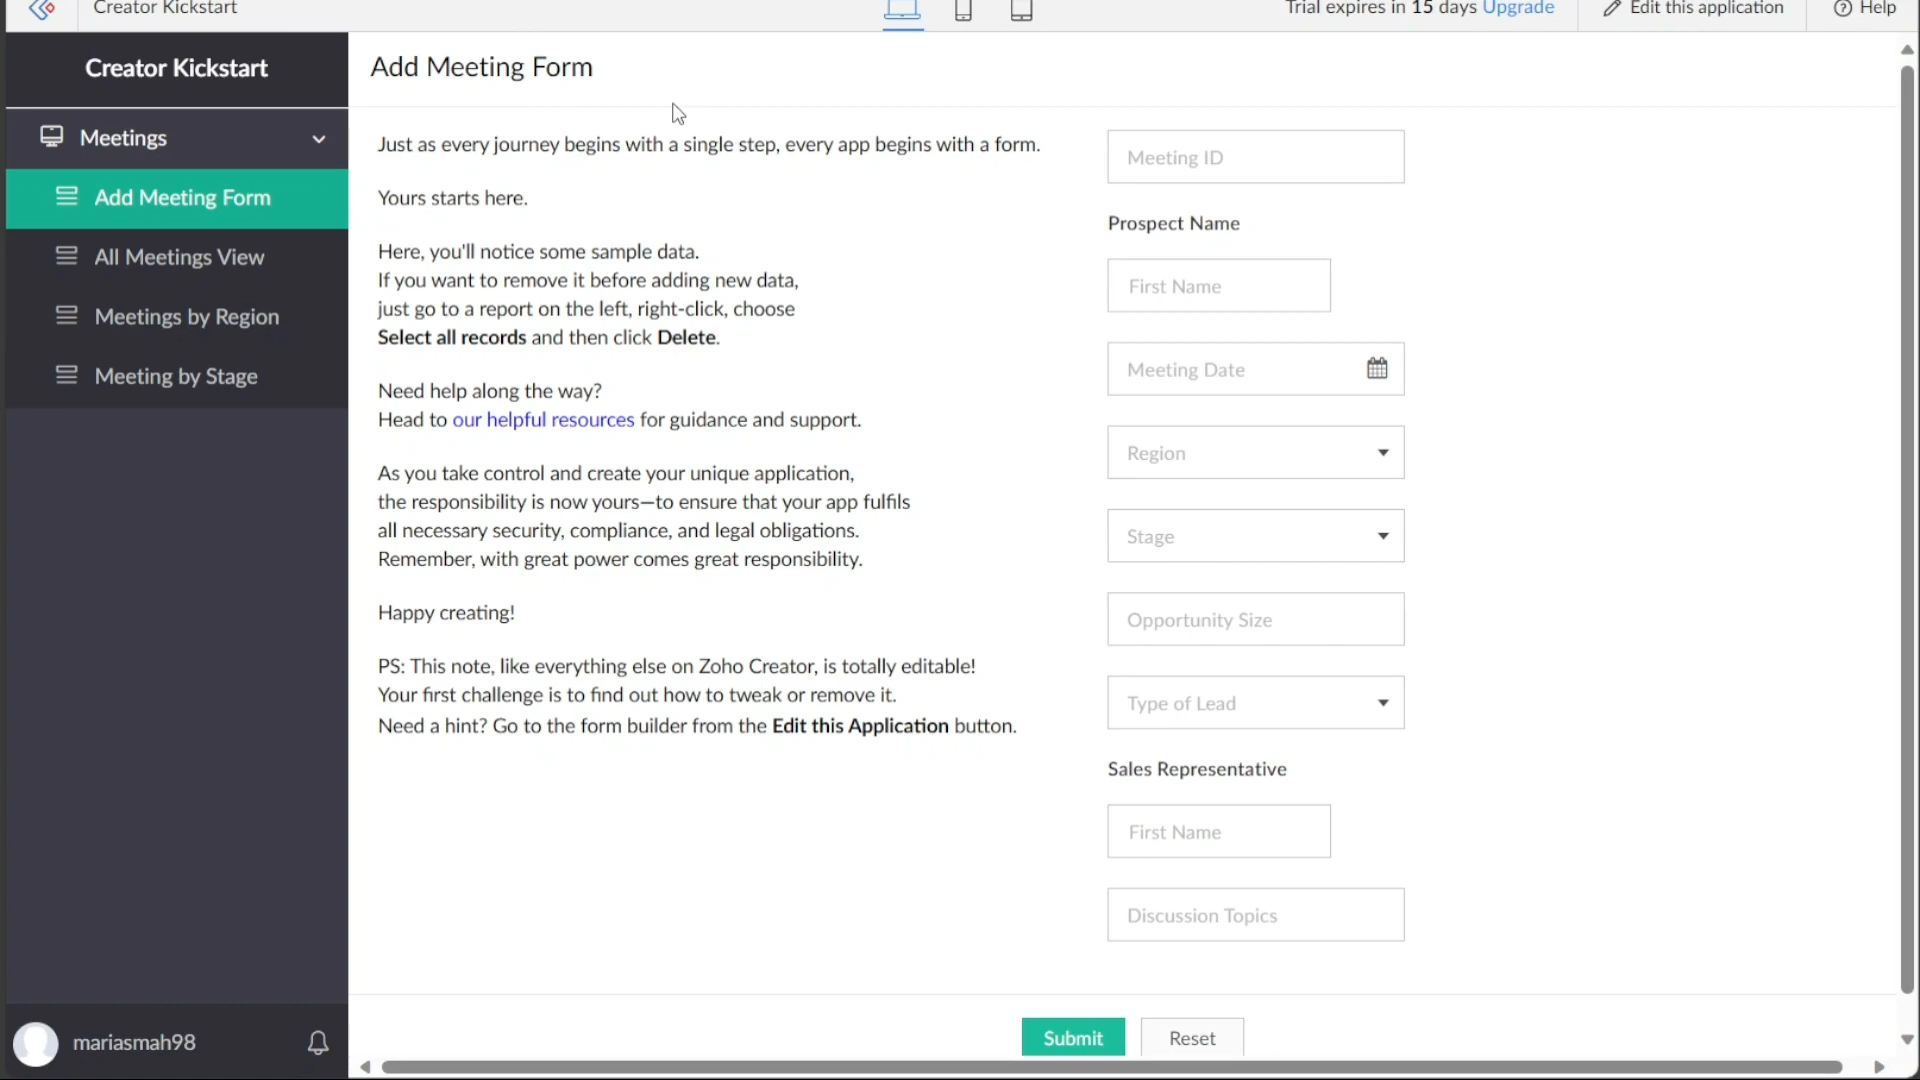 Creator Kickstart
Trial expires in 15 days Upgrade
Edit this application
Help
Creator Kickstart
Meetings
Add Meeting Form
All Meetings View
Meetings by Region
Meeting by Stage
mariasmah98
Add Meeting Form
Just as every journey begins with a single step, every app begins with a form.
Yours starts here.
Here, you'll notice some sample data.
If you want to remove it before adding new data,
just go to a report on the left, right-click, choose
Select all records and then click Delete.
Need help along the way?
Head to our helpful resources for guidance and support.
As you take control and create your unique application,
the responsibility is now yours—to ensure that your app fulfils
all necessary security, compliance, and legal obligations.
Remember, with great power comes great responsibility.
Happy creating!
PS: This note, like everything else on Zoho Creator, is totally editable!
Your first challenge is to find out how to tweak or remove it.
Need a hint? Go to the form builder from the Edit this Application button.
Meeting ID
Prospect Name
First Name
Meeting Date
Region
Stage
Opportunity Size
Type of Lead
Sales Representative
First Name
Discussion Topics
Submit
Reset